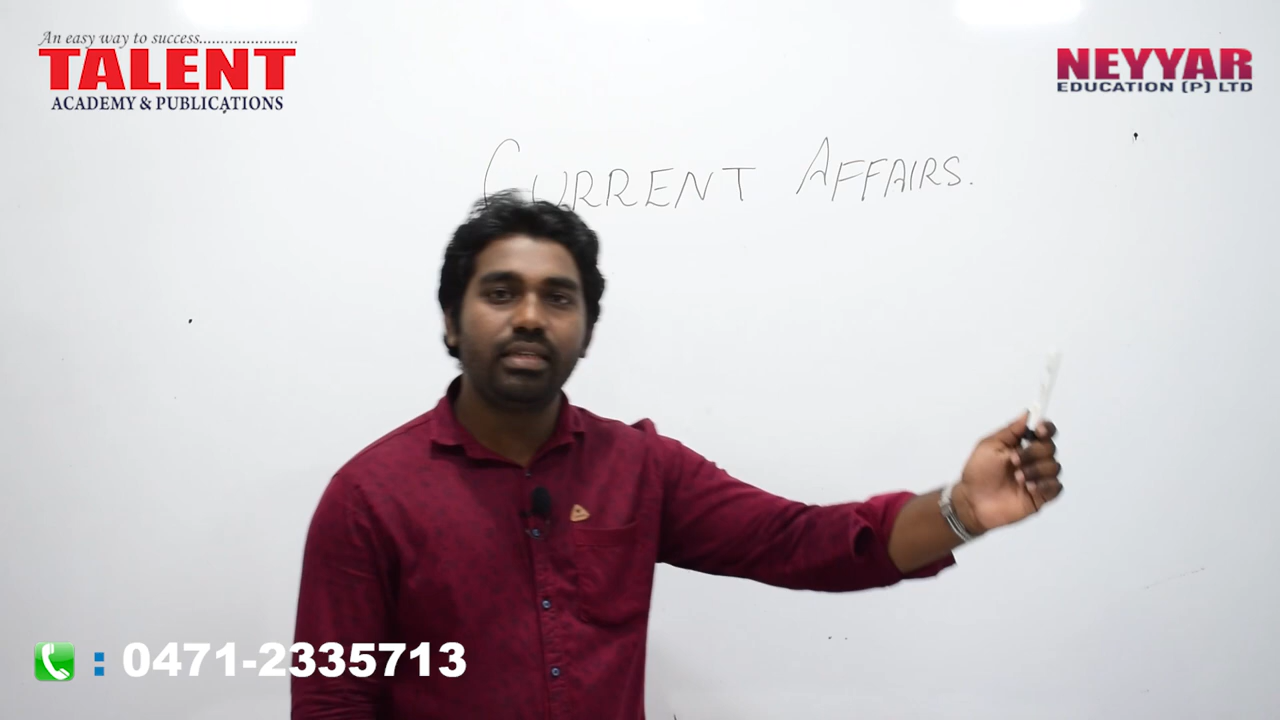 An easy way to success.......................
TALENT
ACADEMY & PUBLICATIONS
NEYYAR
EDUCATION (P) LTD
CURRENT AFFAIRS.
: 0471-2335713